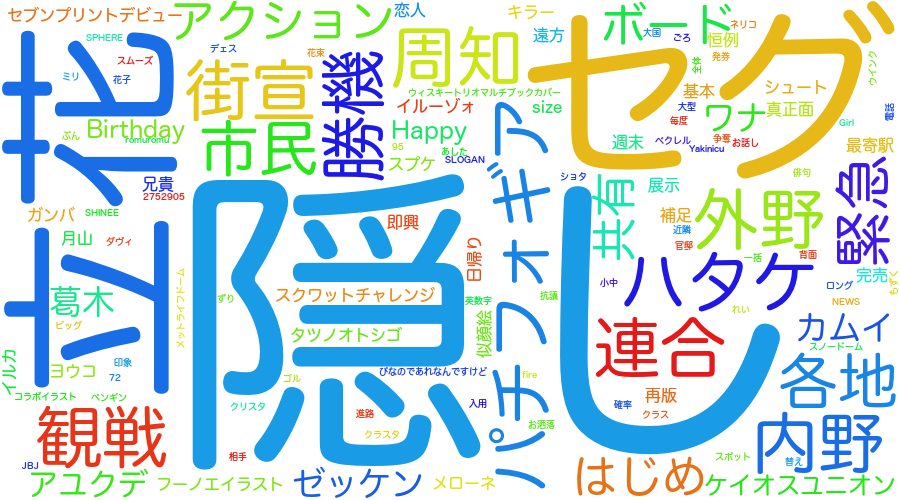 セブンプリントデビュー
アクション
恋人
キラー
ボード
ネリコ
セグ
SPHERE
デェス
花束
周知
遠方
大国
ごろ
恒例
発券
ウインク
立花
スムーズ
街宣
勝機
全体
ミリ
花子
ウィスキートリオマルチブックカバー
基本
シュート
Birthday
イルーゾォ
size
大型
ワナ
真正面
電話
ぶん
romuromu
市民
95
Happy
毎度
Girl
パチフォギア
週末
ベクレル
争奪
お話し
最寄駅
あした
Yakinicu
兄貴
スプケ
SLOGAN
ショタ
展示
俳句
緊急
2752905
隠し
共有
ガンバ
SHINEE
即興
補足
外野
月山
ダヴィ
日帰り
近隣
官邸
一括
背面
メットライフドーム
ハタケ
完売
もずく
葛木
ずり
スクワットチャレンジ
英数字
抗議
小中
ロング
NEWS
ビッグ
タツノオトシゴ
似顔絵
れい
カムイ
イルカ
印象
連合
スノードーム
ヨウコ
72
ゴル
ぴなのであれなんですけど
fire
各地
コラボイラスト
ペンギン
クリスタ
進路
入用
確率
再版
観戦
クラスタ
お洒落
クラス
内野
JBJ
相手
スポット
替え
アユクデ
フーノエイラスト
ゼッケン
メローネ
はじめ
ケイオスユニオン